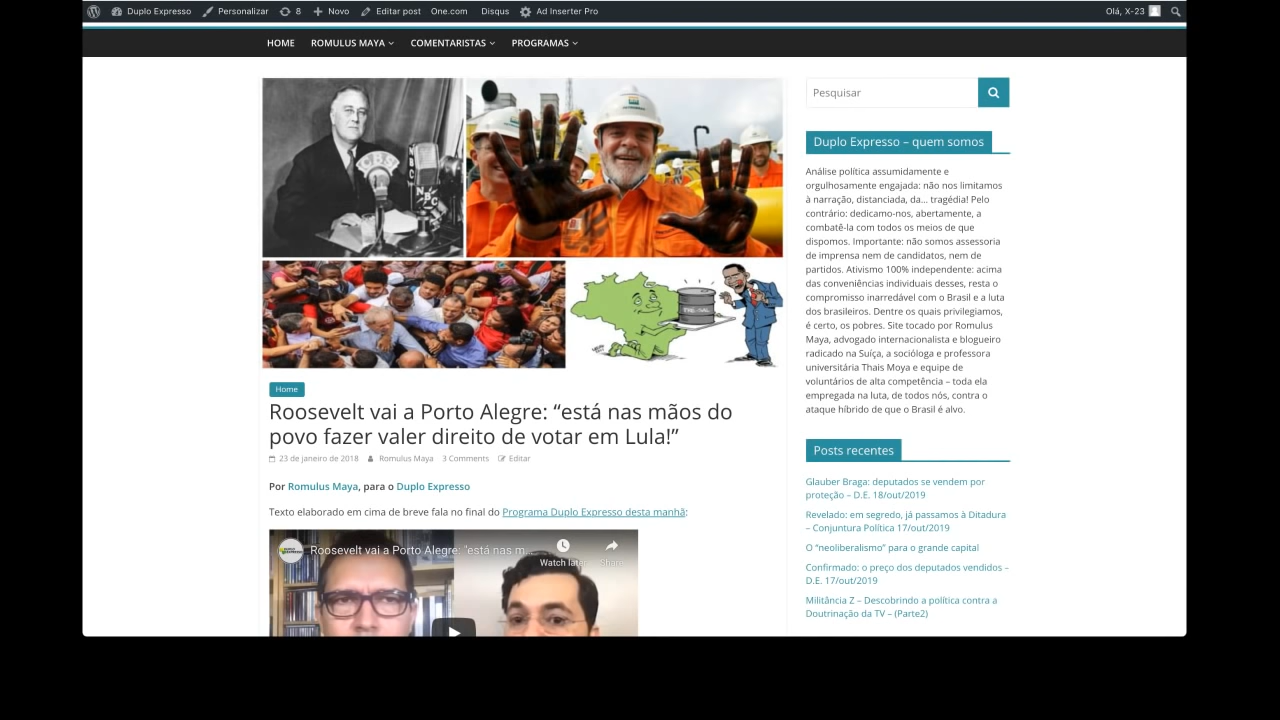 Duplo Expresso Personalizar 8 Novo Editar post One.com Disqus Ad Inserter Pro Olá, X-23
HOME ROMULUS MAYA COMENTARISTAS PROGRAMAS
CBS
NBC
PRE-SAL
Home
Roosevelt vai a Porto Alegre: “está nas mãos do
povo fazer valer direito de votar em Lula!”
23 de janeiro de 2018 Romulus Maya 3 Comments Editar
Por Romulus Maya, para o Duplo Expresso
Texto elaborado em cima de breve fala no final do Programa Duplo Expresso desta manhã:
Roosevelt vai a Porto Alegre: "está nas m...
Watch later Share
Pesquisar
Duplo Expresso – quem somos
Análise política assumidamente e
orgulhosamente engajada: não nos limitamos
à narração, distanciada, da... tragédia! Pelo
contrário: dedicamo-nos, abertamente, a
combatê-la com todos os meios de que
dispomos. Importante: não somos assessoria
de imprensa nem de candidatos, nem de
partidos. Ativismo 100% independente: acima
das conveniências individuais desses, resta o
compromisso inarredável com o Brasil e a luta
dos brasileiros. Dentre os quais privilegiamos,
é certo, os pobres. Site tocado por Romulus
Maya, advogado internacionalista e blogueiro
radicado na Suíça, a socióloga e professora
universitária Thais Moya e equipe de
voluntários de alta competência – toda ela
empregada na luta, de todos nós, contra o
ataque híbrido de que o Brasil é alvo.
Posts recentes
Glauber Braga: deputados se vendem por
proteção – D.E. 18/out/2019
Revelado: em segredo, já passamos à Ditadura
– Conjuntura Política 17/out/2019
O “neoliberalismo” para o grande capital
Confirmado: o preço dos deputados vendidos –
D.E. 17/out/2019
Militância Z – Descobrindo a política contra a
Doutrinação da TV – (Parte2)